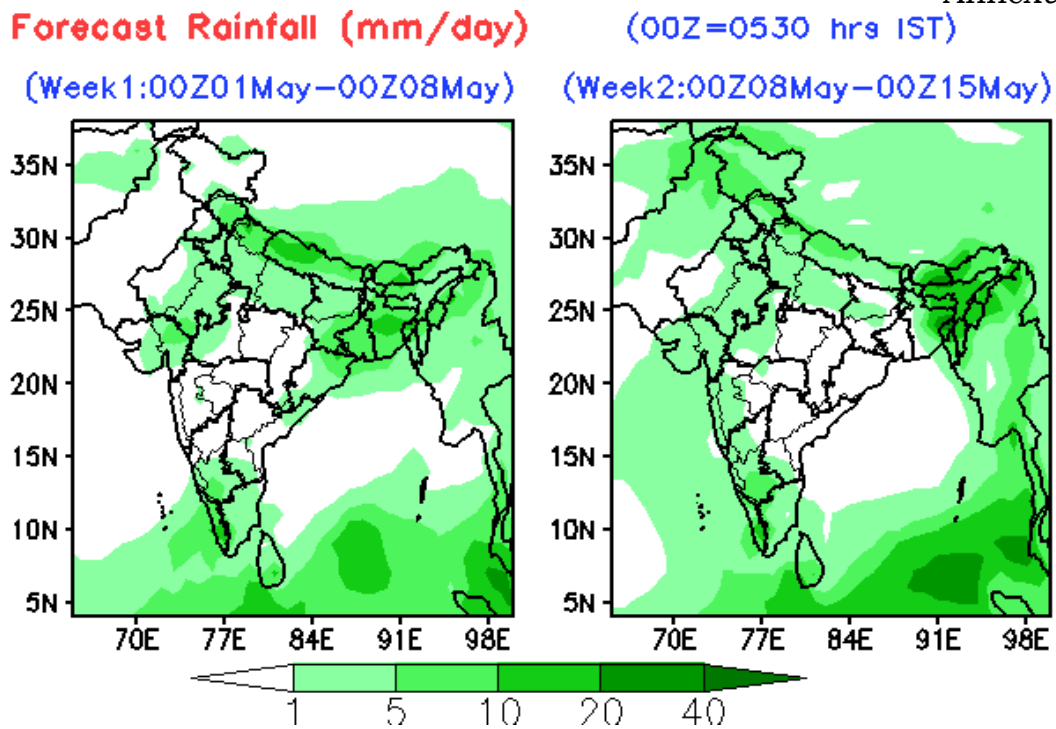 Annexu
Forecast Rainfall (mm/day) (00Z=0530 hrs IST)
(Week1:00Z01May-00Z08May) (Week2:00Z08May-00Z15May)
35N 35N
30N 30N
25N 25N
20N 20N
15N 15N
10N 10N
5N 5N
70E 77E 84E 91E 98E 70E 77E 84E 91E 98E
1 5 10 20 40